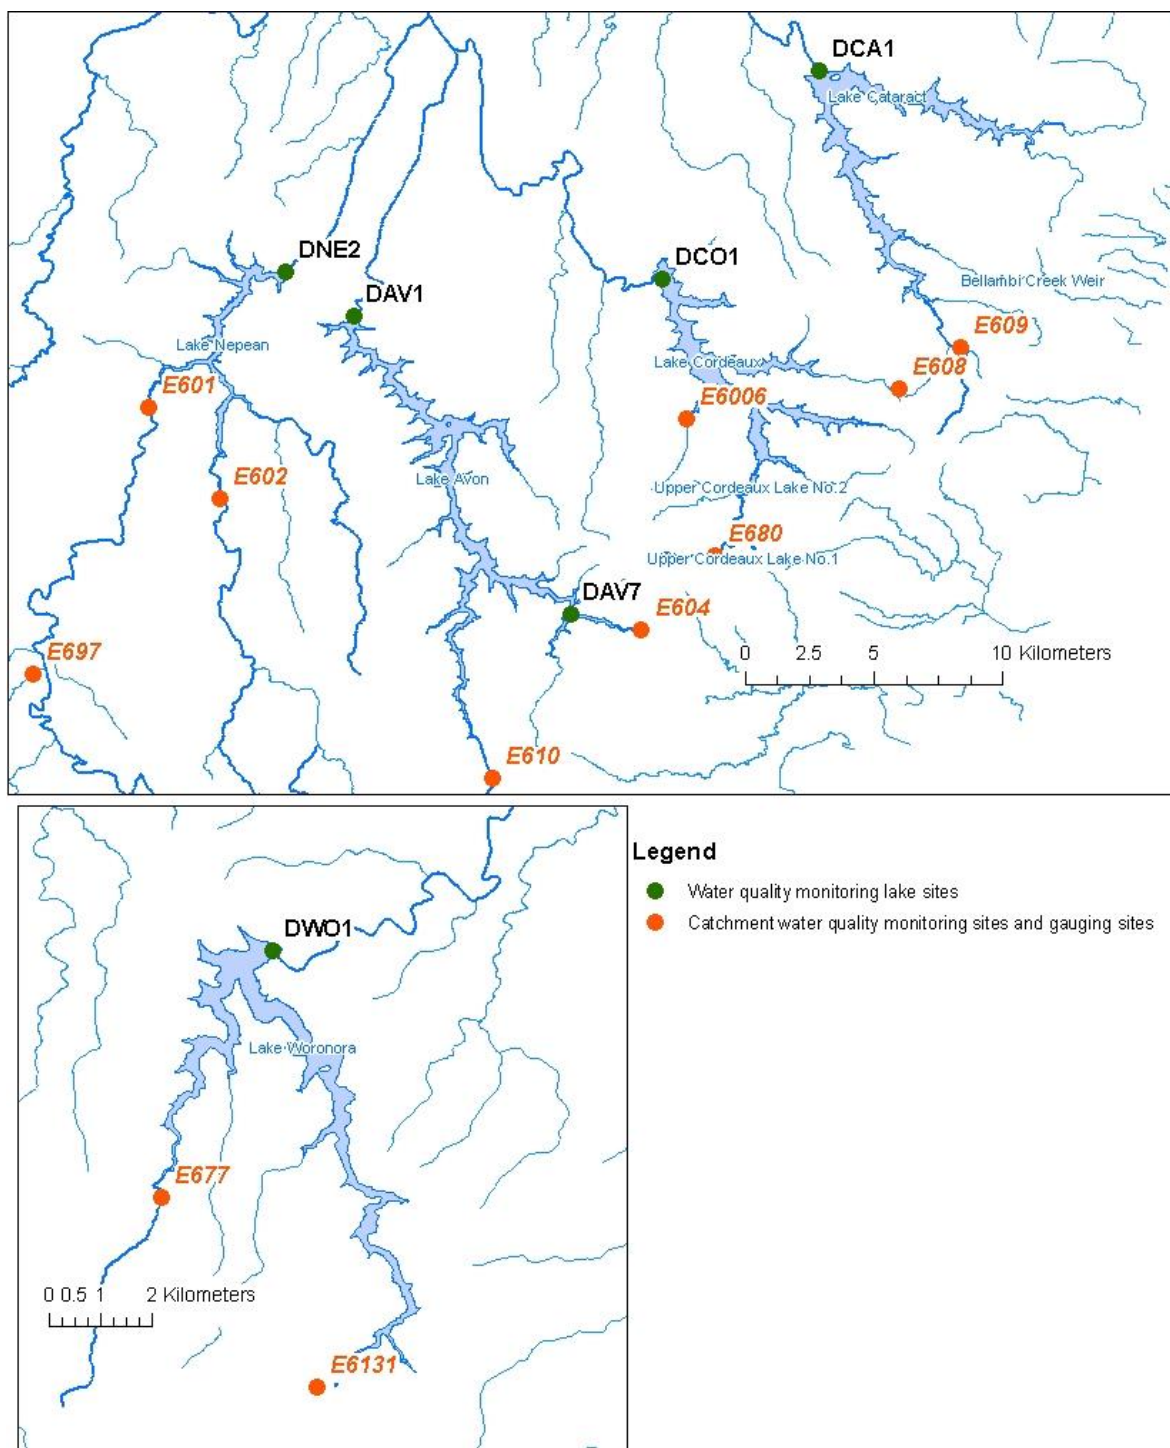 DCA1
Lake Cataract
DNE2
DCO1
Bellambi Creek Weir
DAV1
E609
Lake Nepean
Lake Cordeaux
E608
E601
E6006
E602
Lake Avon
Upper Cordeaux Lake No.2
E680
Upper Cordeaux Lake No.1
DAV7
E604
E697
0 2.5 5 10 Kilometers
E610
Legend
Water quality monitoring lake sites
Catchment water quality monitoring sites and gauging sites
DWO1
Lake Woronora
E677
0 0.5 1 2 Kilometers
E6131